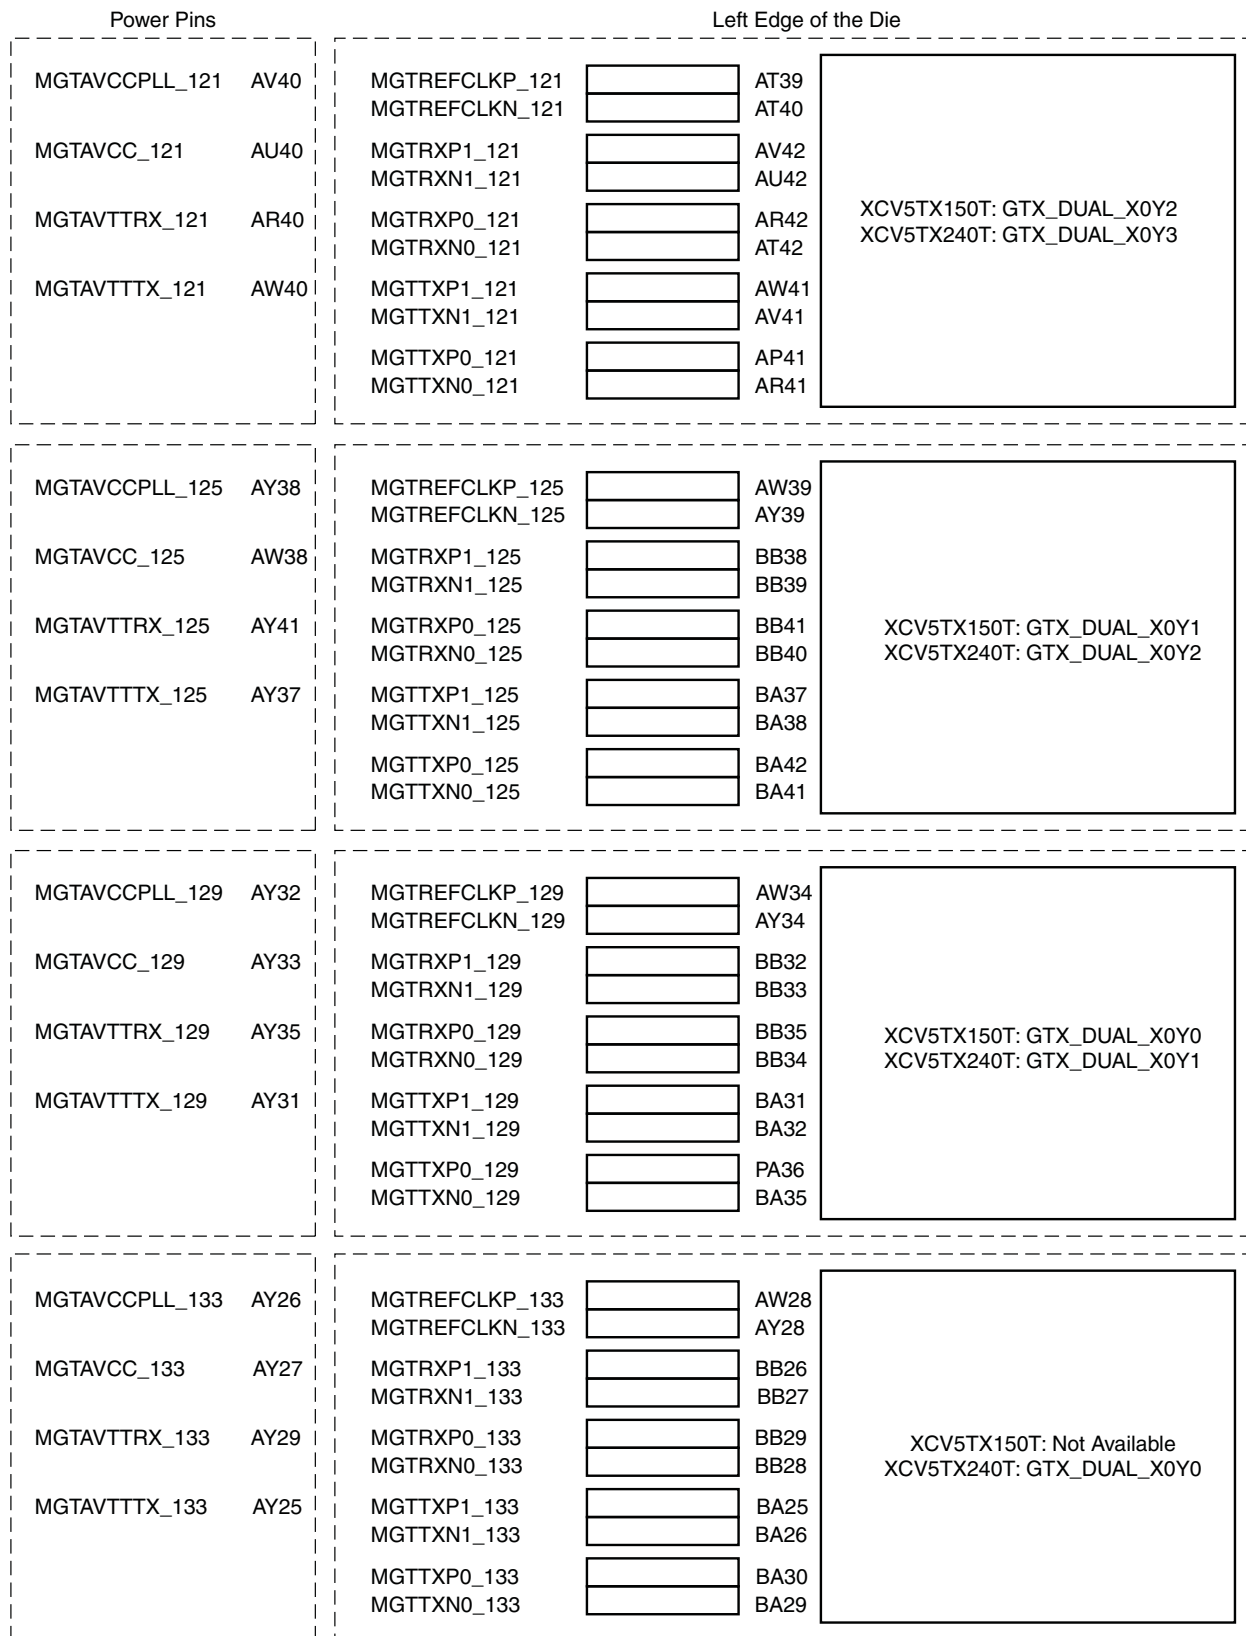 Power Pins Left Edge of the Die
MGTAVCCPLL_121 AV40 MGTREFCLKP_121 AT39
MGTREFCLKN_121 AT40
MGTAVCC_121 AU40 MGTRXP1_121 AV42
MGTRXN1_121 AU42
MGTAVTTRX_121 AR40 MGTRXP0_121 AR42
MGTRXN0_121 AT42
XCV5TX150T: GTX_DUAL_X0Y2
XCV5TX240T: GTX_DUAL_X0Y3
MGTAVTTTX_121 AW40 MGTTXP1_121 AW41
MGTTXN1_121 AV41
MGTTXP0_121 AP41
MGTTXN0_121 AR41
MGTAVCCPLL_125 AY38 MGTREFCLKP_125 AW39
MGTREFCLKN_125 AY39
MGTAVCC_125 AW38 MGTRXP1_125 BB38
MGTRXN1_125 BB39
MGTAVTTRX_125 AY41 MGTRXP0_125 BB41
MGTRXN0_125 BB40
XCV5TX150T: GTX_DUAL_X0Y1
XCV5TX240T: GTX_DUAL_X0Y2
MGTAVTTTX_125 AY37 MGTTXP1_125 BA37
MGTTXN1_125 BA38
MGTTXP0_125 BA42
MGTTXN0_125 BA41
MGTAVCCPLL_129 AY32 MGTREFCLKP_129 AW34
MGTREFCLKN_129 AY34
MGTAVCC_129 AY33 MGTRXP1_129 BB32
MGTRXN1_129 BB33
MGTAVTTRX_129 AY35 MGTRXP0_129 BB35
MGTRXN0_129 BB34
XCV5TX150T: GTX_DUAL_X0Y0
XCV5TX240T: GTX_DUAL_X0Y1
MGTAVTTTX_129 AY31 MGTTXP1_129 BA31
MGTTXN1_129 BA32
MGTTXP0_129 PA36
MGTTXN0_129 BA35
MGTAVCCPLL_133 AY26 MGTREFCLKP_133 AW28
MGTREFCLKN_133 AY28
MGTAVCC_133 AY27 MGTRXP1_133 BB26
MGTRXN1_133 BB27
MGTAVTTRX_133 AY29 MGTRXP0_133 BB29
MGTRXN0_133 BB28
XCV5TX150T: Not Available
XCV5TX240T: GTX_DUAL_X0Y0
MGTAVTTTX_133 AY25 MGTTXP1_133 BA25
MGTTXN1_133 BA26
MGTTXP0_133 BA30
MGTTXN0_133 BA29